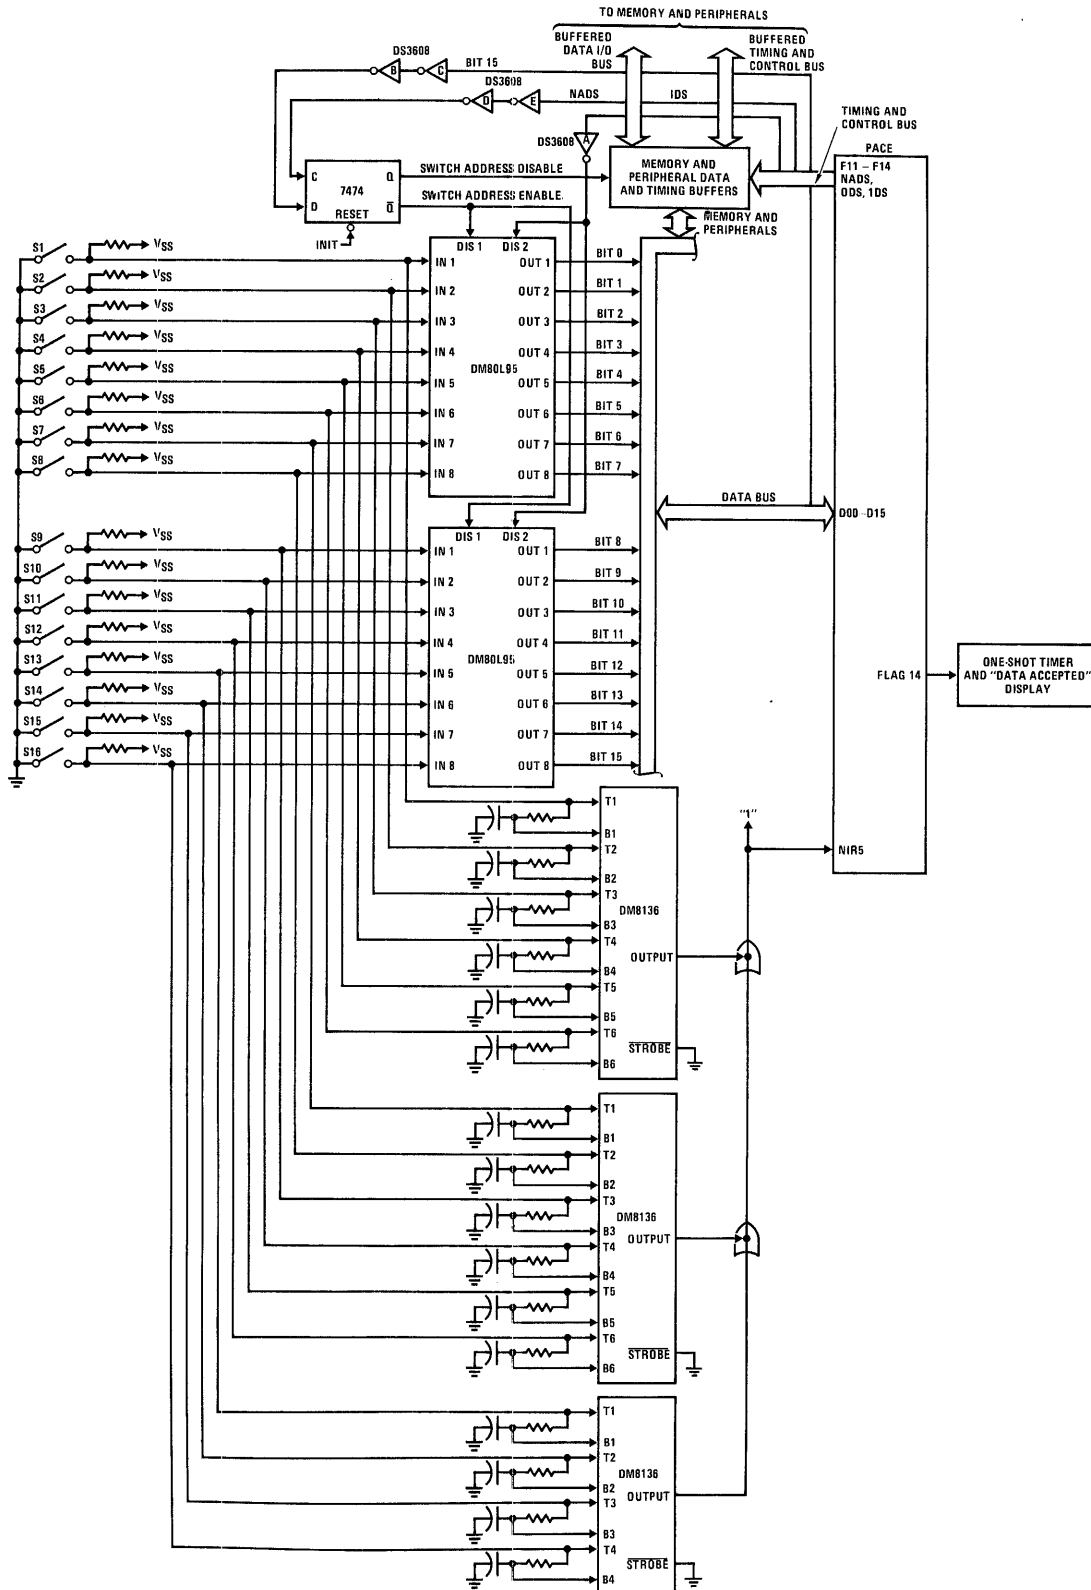 TO MEMORY AND PERIPHERALS
BUFFERED DATA I/O BUS
BUFFERED TIMING AND CONTROL BUS
DS3608
B
C
BIT 15
DS3608
D
E
NADS
IDS
DS3608
A
TIMING AND CONTROL BUS
PACE
F11 – F14
NADS,
ODS, 1DS
MEMORY AND
PERIPHERAL DATA
AND TIMING BUFFERS
MEMORY AND
PERIPHERALS
C
Q
D
Q̅
7474
RESET
INIT
SWITCH ADDRESS DISABLE
SWITCH ADDRESS ENABLE
S1
VSS
S2
VSS
S3
VSS
S4
VSS
S5
VSS
S6
VSS
S7
VSS
S8
VSS
DIS 1
DIS 2
IN 1
OUT 1
BIT 0
IN 2
OUT 2
BIT 1
IN 3
OUT 3
BIT 2
IN 4
OUT 4
BIT 3
DM80L95
IN 5
OUT 5
BIT 4
IN 6
OUT 6
BIT 5
IN 7
OUT 7
BIT 6
IN 8
OUT 8
BIT 7
DATA BUS
D00 –D15
S9
VSS
S10
VSS
S11
VSS
S12
VSS
S13
VSS
S14
VSS
S15
VSS
S16
VSS
DIS 1
DIS 2
IN 1
OUT 1
BIT 8
IN 2
OUT 2
BIT 9
IN 3
OUT 3
BIT 10
IN 4
OUT 4
BIT 11
DM80L95
IN 5
OUT 5
BIT 12
IN 6
OUT 6
BIT 13
IN 7
OUT 7
BIT 14
IN 8
OUT 8
BIT 15
FLAG 14
ONE-SHOT TIMER
AND "DATA ACCEPTED"
DISPLAY
"1"
NIR5
T1
B1
T2
B2
T3
DM8136
B3
T4
OUTPUT
B4
T5
B5
T6
STROBE
B6
T1
B1
T2
B2
T3
DM8136
B3
OUTPUT
T4
B4
T5
B5
T6
STROBE
B6
T1
B1
T2
DM8136
B2
OUTPUT
T3
B3
T4
STROBE
B4